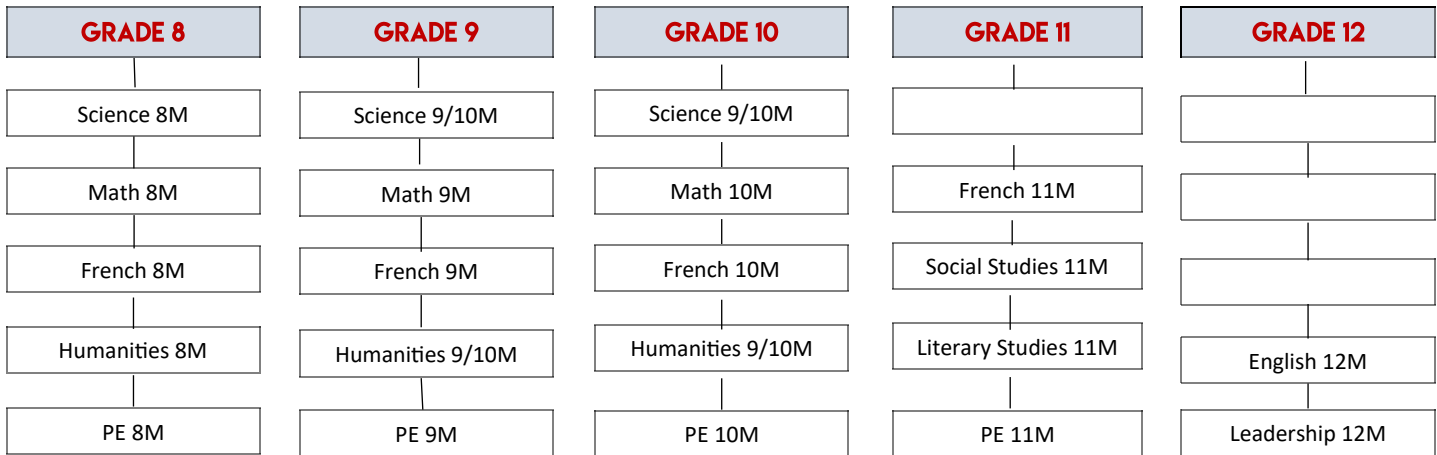 GRADE 8
Science 8M
Math 8M
French 8M
Humanities 8M
PE 8M
GRADE 9
Science 9/10M
Math 9M
French 9M
Humanities 9/10M
PE 9M
GRADE 10
Science 9/10M
Math 10M
French 10M
Humanities 9/10M
PE 10M
GRADE 11
French 11M
Social Studies 11M
Literary Studies 11M
PE 11M
GRADE 12
English 12M
Leadership 12M